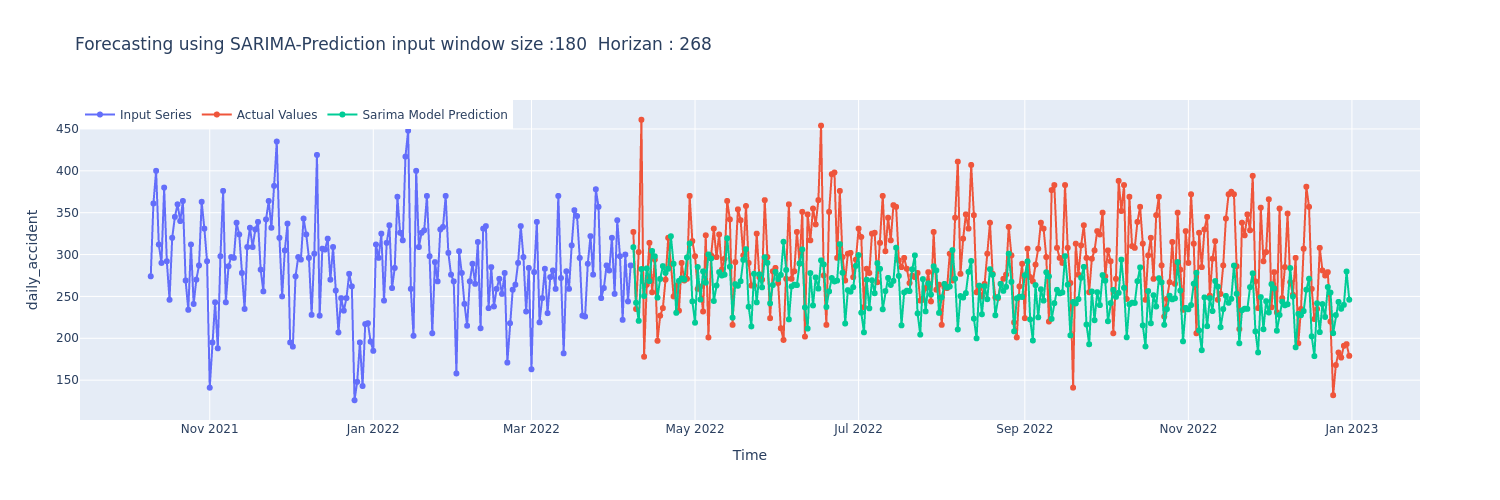 Forecasting using SARIMA-Prediction input window size :180  Horizan : 268
Input Series
Actual Values
Sarima Model Prediction
daily_accident
450
400
350
300
250
200
150
Nov 2021
Jan 2022
Mar 2022
May 2022
Jul 2022
Sep 2022
Nov 2022
Jan 2023
Time